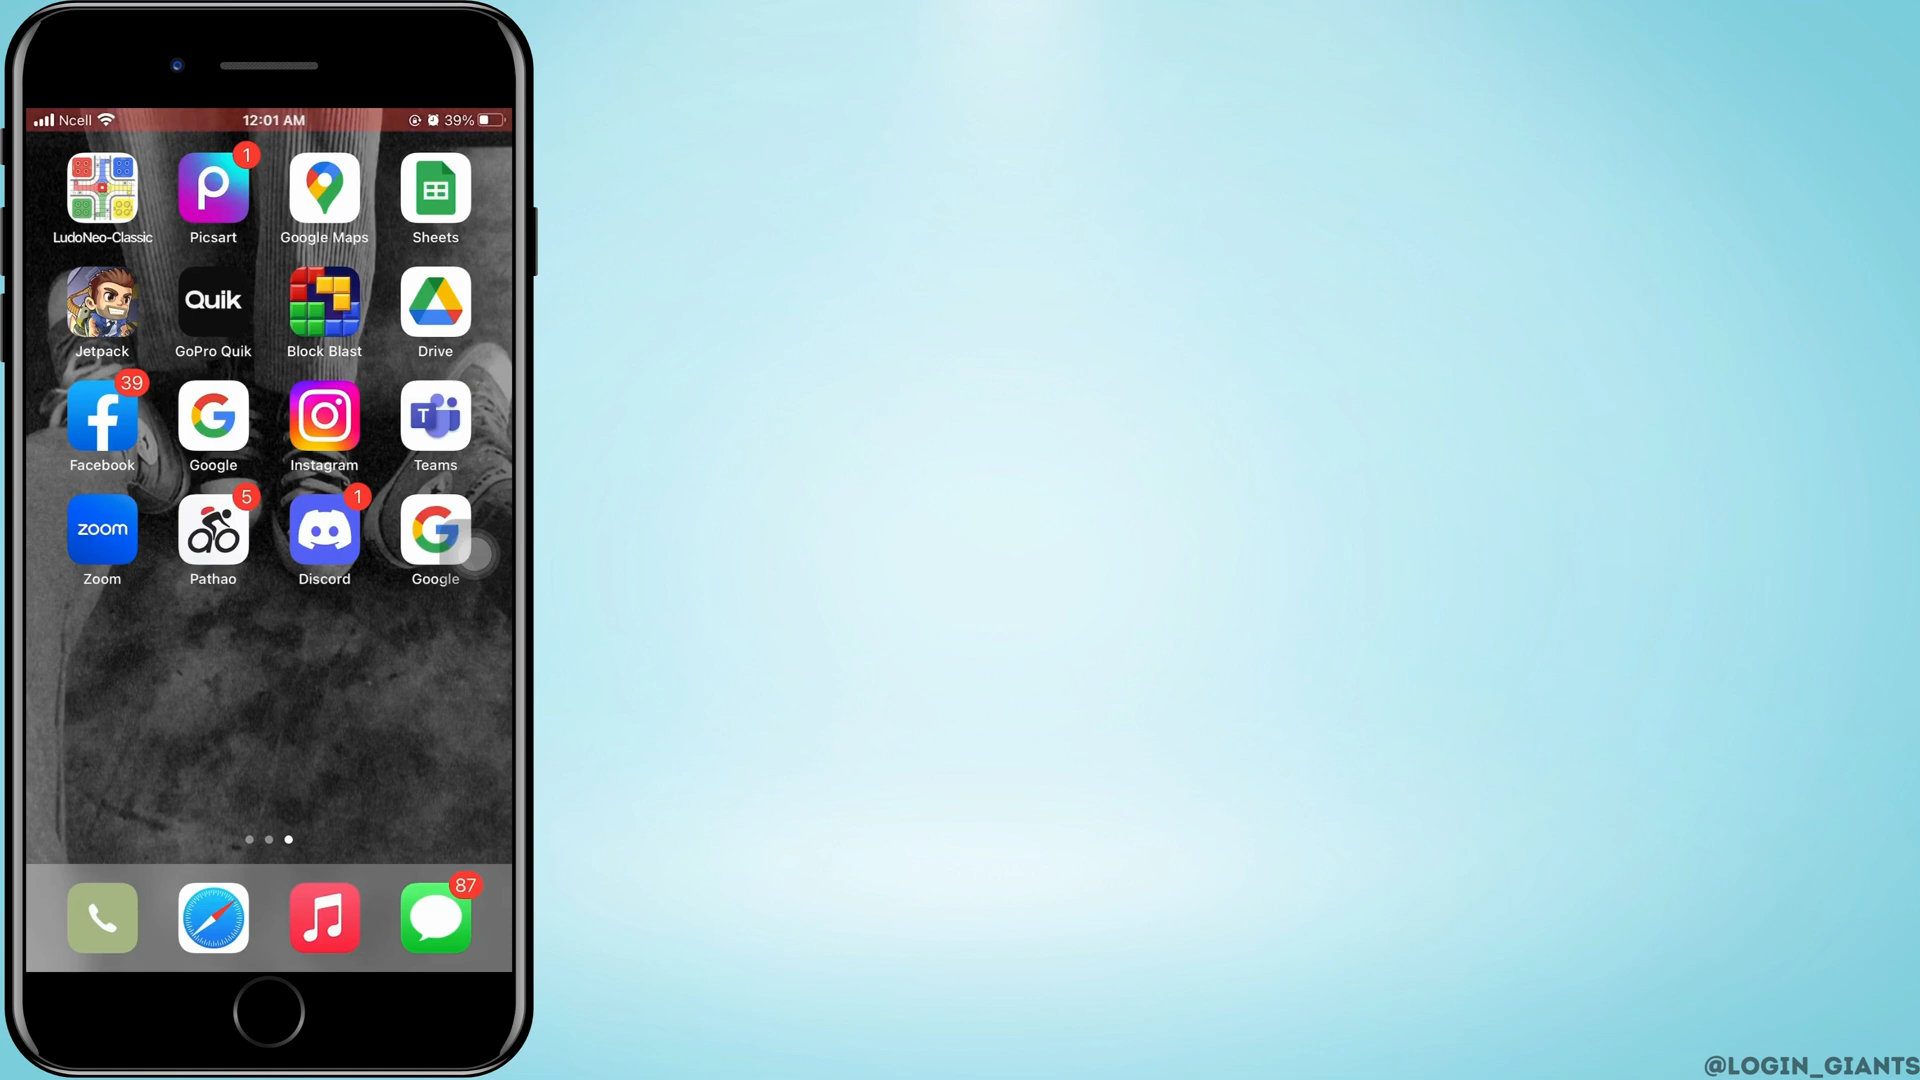 Ncell 12:01 AM 39%
1
LudoNeo-Classic Picsart Google Maps Sheets
Quik
Jetpack GoPro Quik Block Blast Drive
39
T
Facebook Google Instagram Teams
5 1
zoom
Zoom Pathao Discord Google
87
@LOGIN_GIANTS